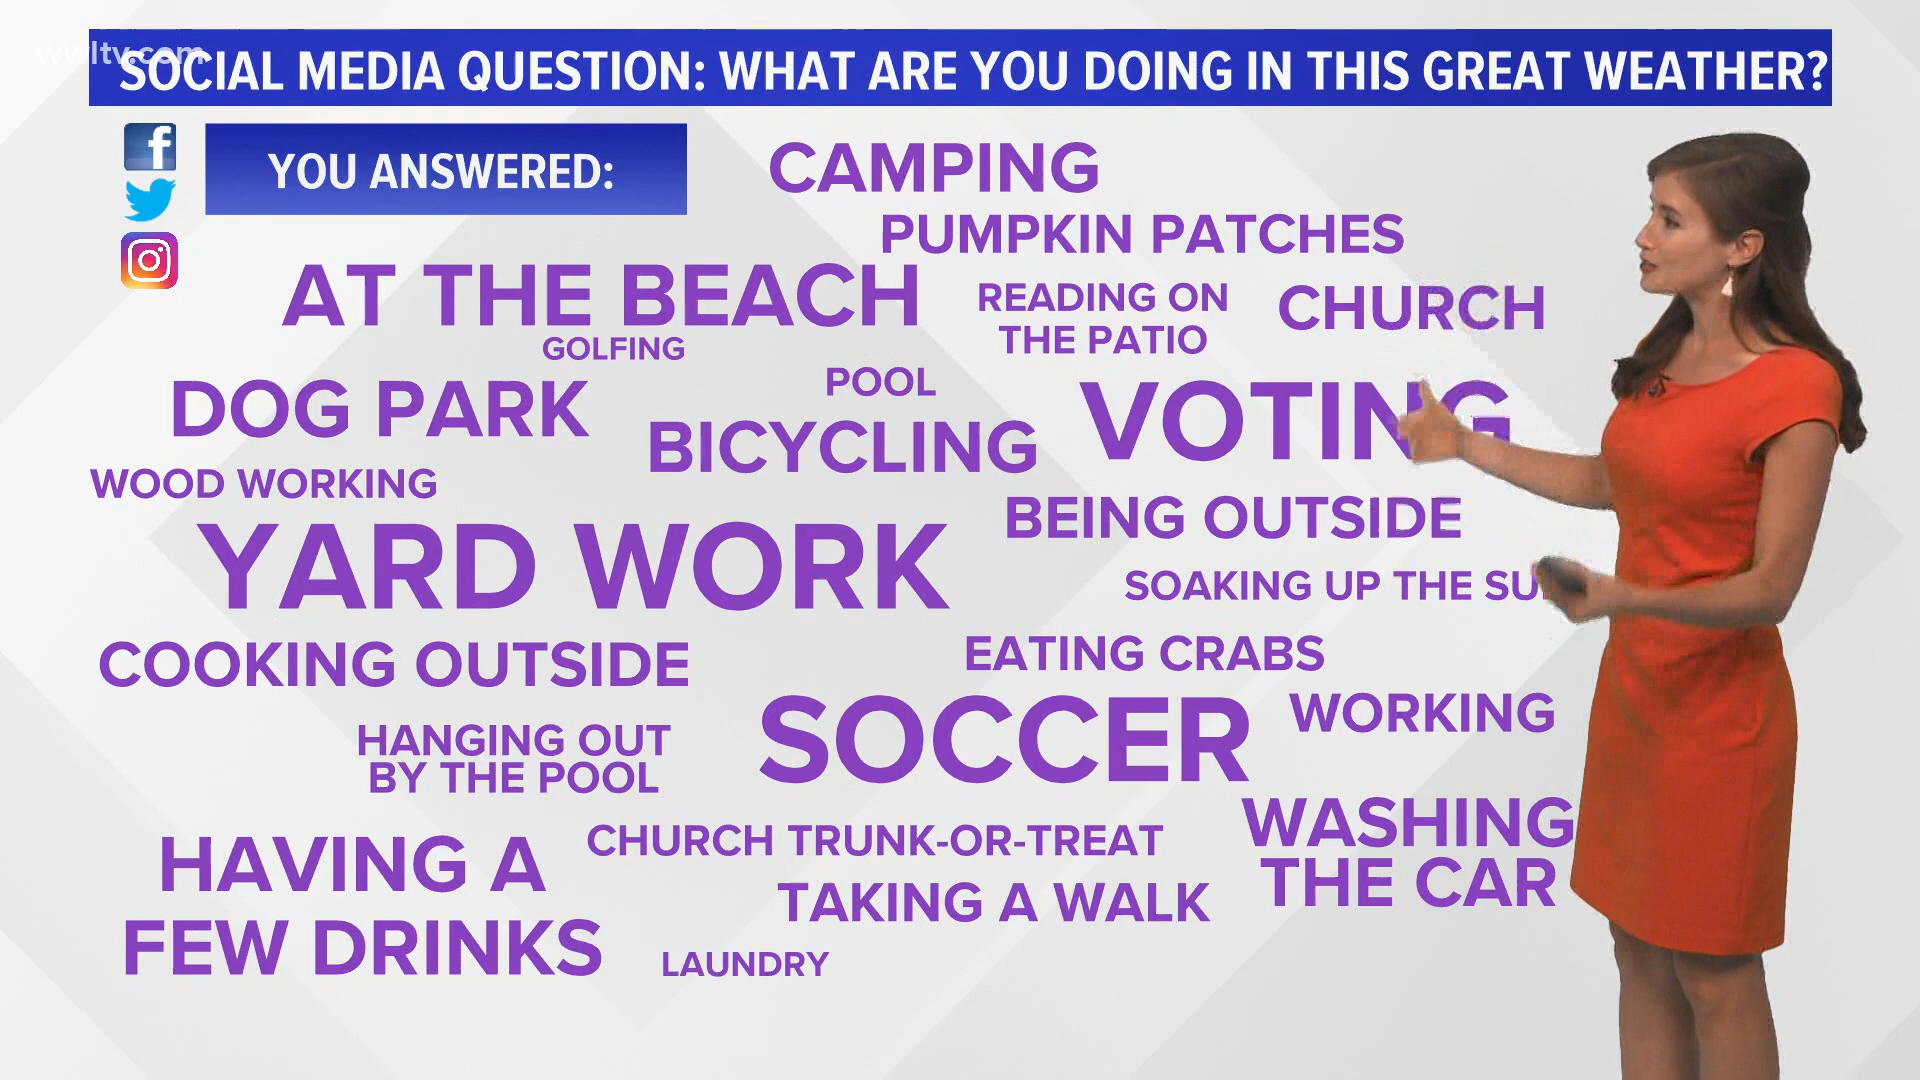 wwltv.com
SOCIAL MEDIA QUESTION: WHAT ARE YOU DOING IN THIS GREAT WEATHER?
f
YOU ANSWERED:
CAMPING
PUMPKIN PATCHES
AT THE BEACH
READING ON
THE PATIO
CHURCH
GOLFING
POOL
DOG PARK
VOTING
BICYCLING
WOOD WORKING
BEING OUTSIDE
YARD WORK
SOAKING UP THE
COOKING OUTSIDE
EATING CRABS
WORKING
SOCCER
HANGING OUT
BY THE POOL
WASHING
THE CAR
CHURCH TRUNK-OR-TREAT
HAVING A
FEW DRINKS
TAKING A WALK
LAUNDRY